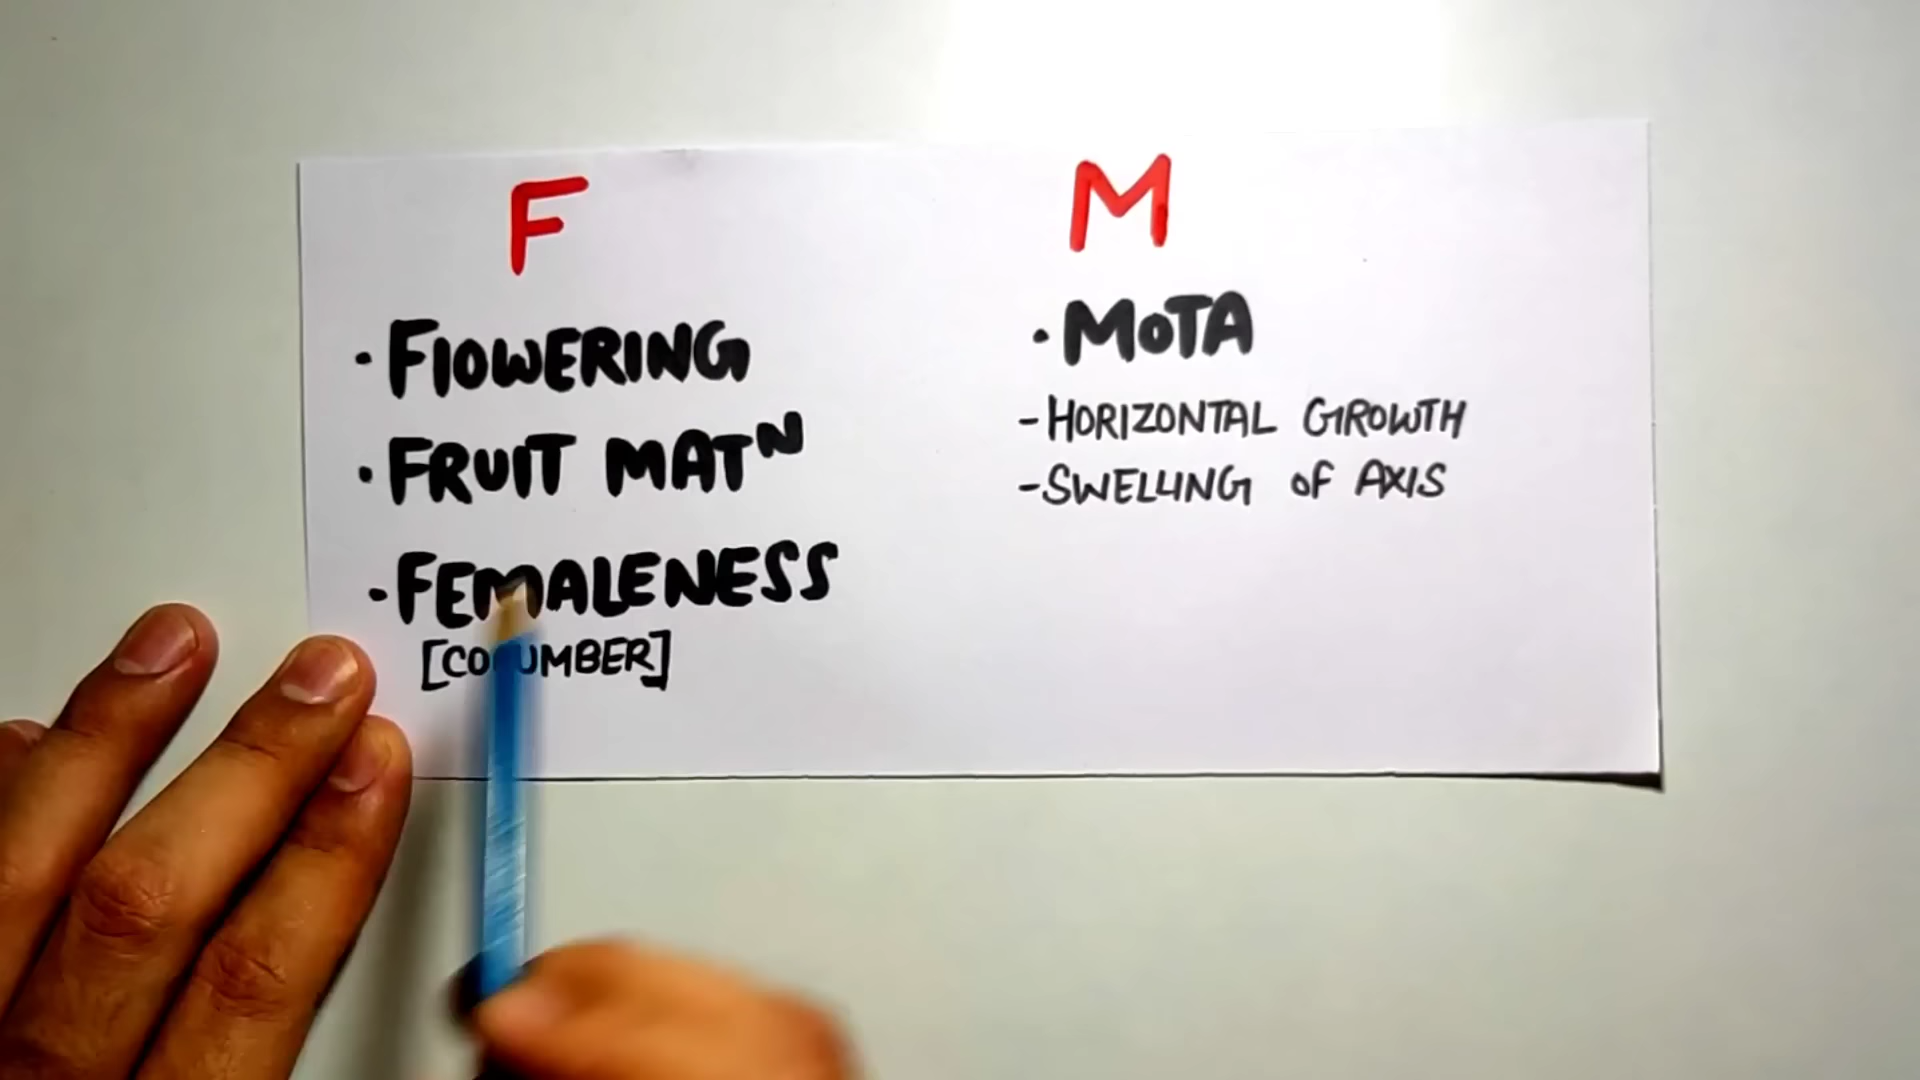 F
• FlOWERING
• FRUIT MATᴺ
• FEMALENESS
M
• MOTA
- HORIZONTAL GROWTH
- SWELLING OF AXIS